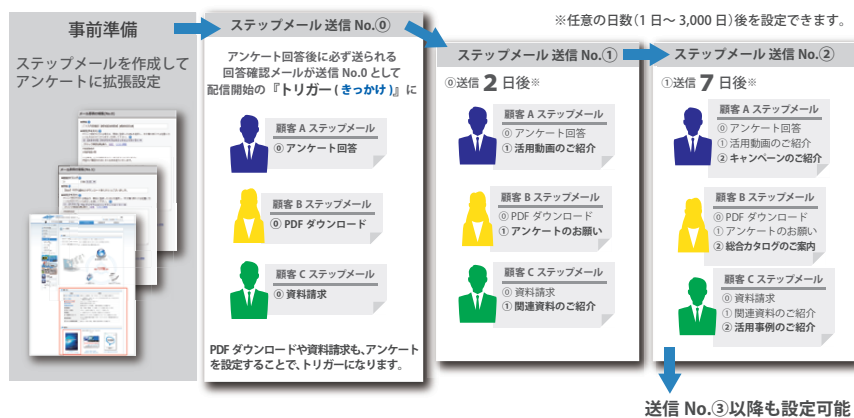 事前準備
ステップメールを作成して
アンケートに拡張設定
ステップメール 送信 No.⓪
アンケート回答後に必ず送られる
回答確認メールが送信 No.0 として
配信開始の『トリガー ( きっかけ )』に
顧客 A ステップメール
⓪ アンケート回答
顧客 B ステップメール
⓪ PDF ダウンロード
顧客 C ステップメール
⓪ 資料請求
PDF ダウンロードや資料請求も、アンケート
を設定することで、トリガーになります。
※任意の日数(1 日〜 3,000 日)後を設定できます。
ステップメール 送信 No.①
⓪送信 2 日後※
顧客 A ステップメール
⓪ アンケート回答
① 活用動画のご紹介
顧客 B ステップメール
⓪ PDF ダウンロード
① アンケートのお願い
顧客 C ステップメール
⓪ 資料請求
① 関連資料のご紹介
ステップメール 送信 No.②
①送信 7 日後※
顧客 A ステップメール
⓪ アンケート回答
① 活用動画のご紹介
② キャンペーンのご紹介
顧客 B ステップメール
⓪ PDF ダウンロード
① アンケートのお願い
② 総合カタログのご案内
顧客 C ステップメール
⓪ 資料請求
① 関連資料のご紹介
② 活用事例のご紹介
送信 No.③以降も設定可能